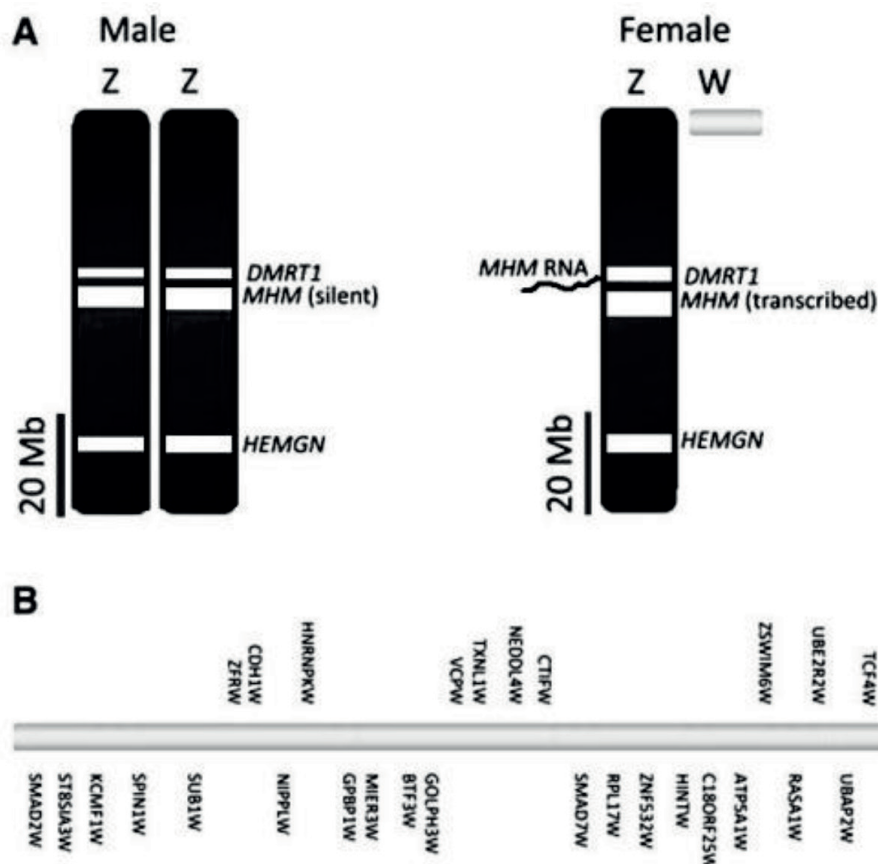 A
Male
Female
Z Z
Z W
DMRT1
MHM (silent)
HEMGN
20 Mb
MHM RNA
DMRT1
MHM (transcribed)
HEMGN
20 Mb
B
ZFRW
CDH1W
HNRNPKW
VCPW
TXNL1W
NEDDL4W
CTIFW
ZSWIM6W
UBE2R2W
TCF4W
SMAD2W
ST8SIA3W
KCMF1W
SPIN1W
SUB1W
NIPPLW
GPBP1W
MIER3W
BTF3W
GOLPH3W
SMAD7W
RPL17W
ZNF532W
HINTW
C18ORF25W
ATP5A1W
RASA1W
UBAP2W